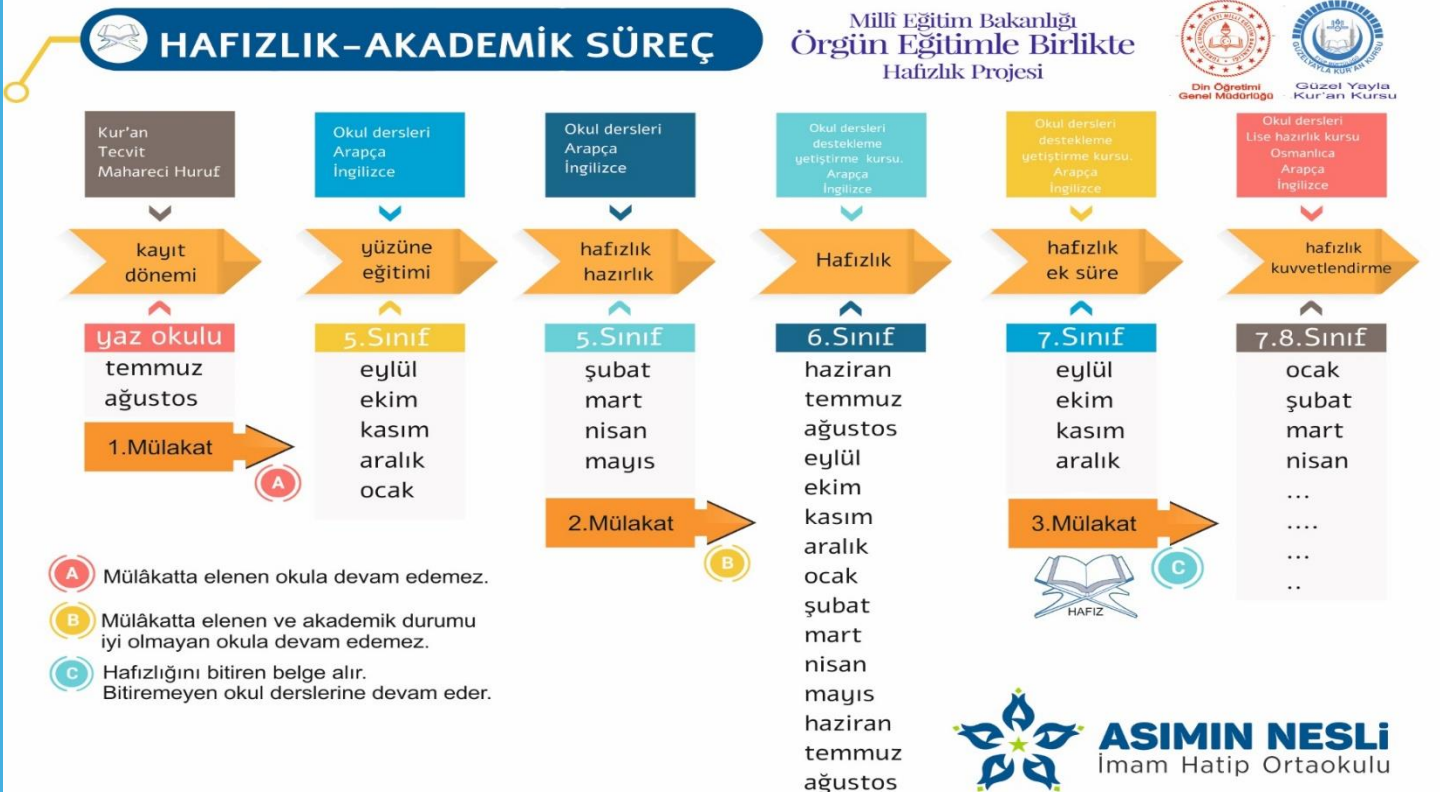 HAFIZLIK-AKADEMİK SÜREÇ
Millî Eğitim Bakanlığı
Örgün Eğitimle Birlikte
Hafızlık Projesi
Din Öğretimi
Genel Müdürlüğü
Güzel Yayla
Kur'an Kursu
Kur'an
Tecvit
Mahareci Huruf
Okul dersleri
Arapça
İngilizce
Okul dersleri
Arapça
İngilizce
Okul dersleri
destekleme
yetiştirme kursu.
Arapça
İngilizce
Okul dersleri
destekleme
yetiştirme kursu.
Arapça
İngilizce
Okul dersleri
Lise hazırlık kursu
Osmanlıca
Arapça
İngilizce
kayıt
dönemi
yüzüne
eğitimi
hafızlık
hazırlık
Hafızlık
hafızlık
ek süre
hafızlık
kuvvetlendirme
yaz okulu
temmuz
ağustos
1.Mülakat
A
5.Sınıf
eylül
ekim
kasım
aralık
ocak
5.Sınıf
şubat
mart
nisan
mayıs
2.Mülakat
B
6.Sınıf
haziran
temmuz
ağustos
eylül
ekim
kasım
aralık
ocak
şubat
mart
nisan
mayıs
haziran
temmuz
ağustos
7.Sınıf
eylül
ekim
kasım
aralık
3.Mülakat
HAFIZ
C
7.8.Sınıf
ocak
şubat
mart
nisan
...
....
...
..
A Mülâkatta elenen okula devam edemez.
B Mülâkatta elenen ve akademik durumu
iyi olmayan okula devam edemez.
C Hafızlığını bitiren belge alır.
Bitiremeyen okul derslerine devam eder.
ASIMIN NESLİ
İmam Hatip Ortaokulu